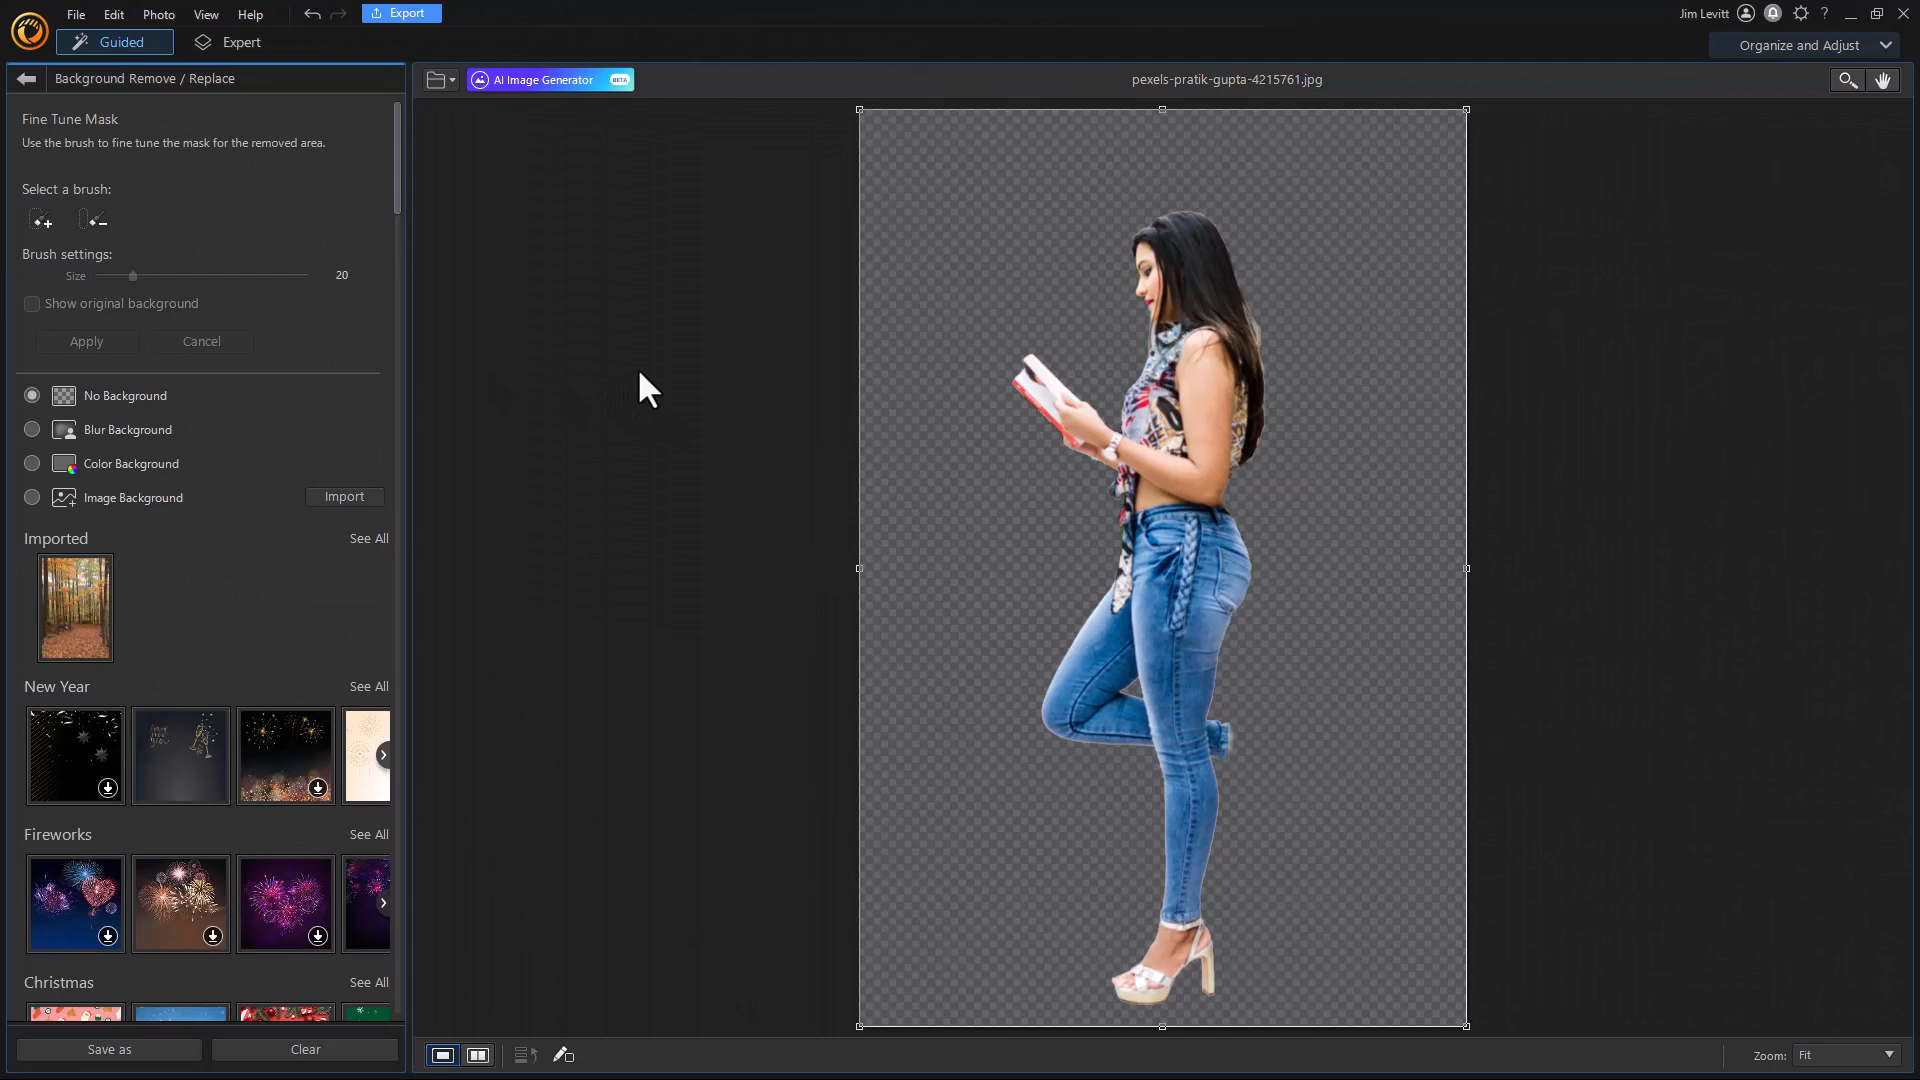 File Edit Photo View Help Export Jim Levitt ?
Guided Expert Organize and Adjust
Background Remove / Replace AI Image Generator BETA pexels-pratik-gupta-4215761.jpg
Fine Tune Mask
Use the brush to fine tune the mask for the removed area.
Select a brush:
Brush settings:
Size 20
Show original background
Apply Cancel
No Background
Blur Background
Color Background
Image Background Import
Imported See All
New Year See All
Fireworks See All
Christmas See All
Save as Clear
Zoom: Fit